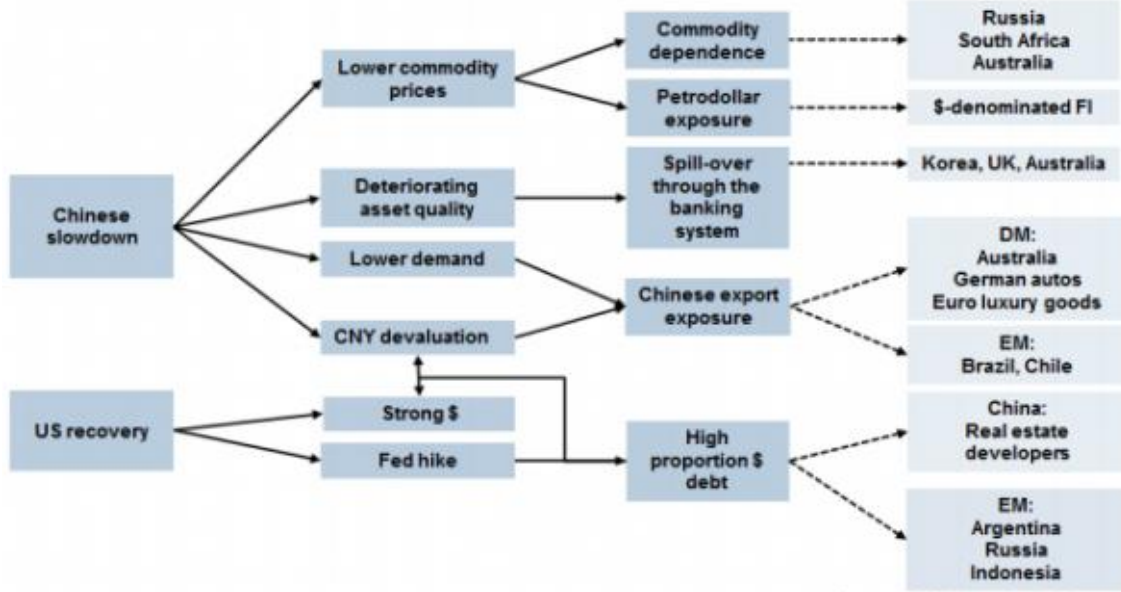 Chinese
slowdown
US recovery
Lower commodity
prices
Deteriorating
asset quality
Lower demand
CNY devaluation
Strong $
Fed hike
Commodity
dependence
Petrodollar
exposure
Spill-over
through the
banking
system
Chinese export
exposure
High
proportion $
debt
Russia
South Africa
Australia
$-denominated FI
Korea, UK, Australia
DM:
Australia
German autos
Euro luxury goods
EM:
Brazil, Chile
China:
Real estate
developers
EM:
Argentina
Russia
Indonesia